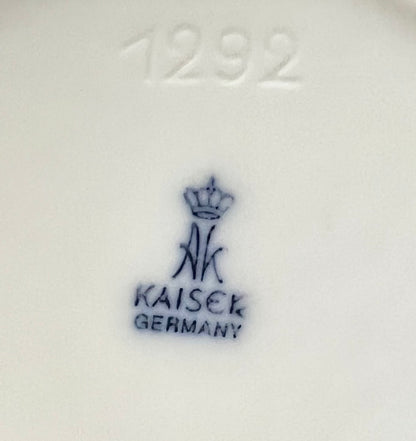 1292
AK
KAISER
GERMANY